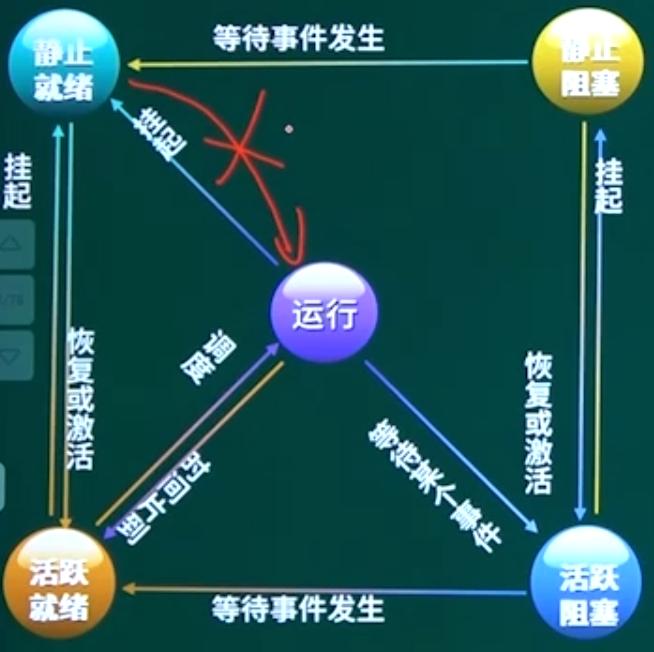 静止
就绪
等待事件发生
静止
阻塞
挂起
挂起
挂起
运行
恢复或激活
调度
时间片到
等待某个事件
恢复或激活
活跃
就绪
等待事件发生
活跃
阻塞